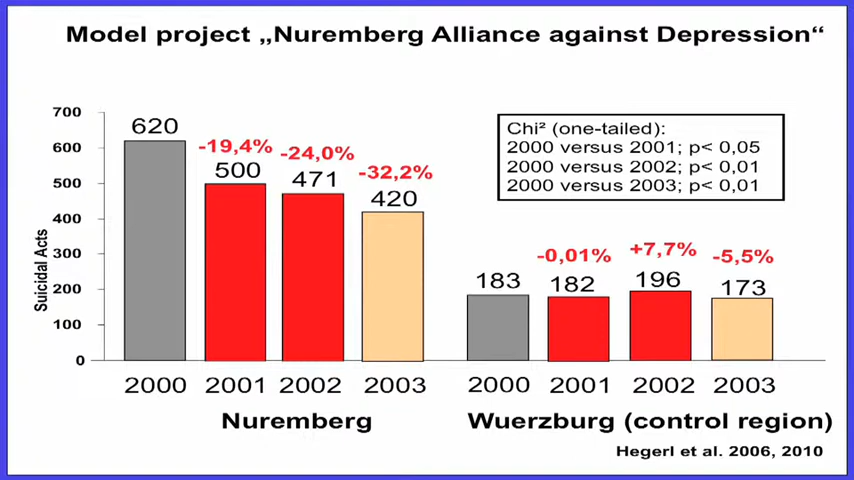 Model project „Nuremberg Alliance against Depression“
700
600
500
400
300
200
100
0
Suicidal Acts
620
-19,4%
500
-24,0%
471
-32,2%
420
Chi² (one-tailed):
2000 versus 2001; p< 0,05
2000 versus 2002; p< 0,01
2000 versus 2003; p< 0,01
183
-0,01%
182
+7,7%
196
-5,5%
173
2000 2001 2002 2003
2000 2001 2002 2003
Nuremberg
Wuerzburg (control region)
Hegerl et al. 2006, 2010